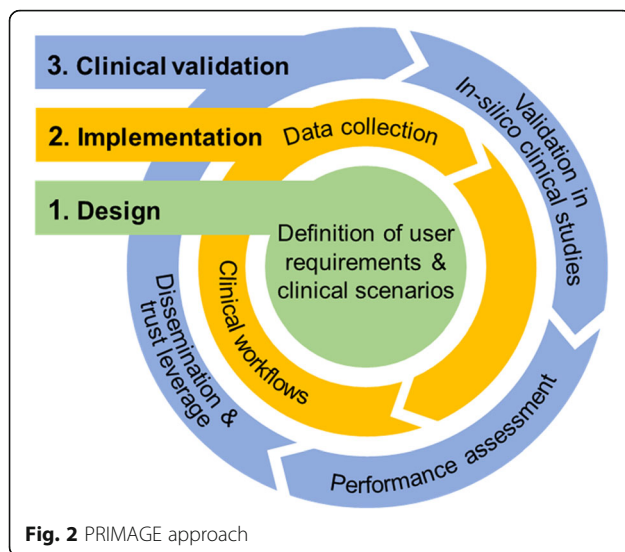 3. Clinical validation
2. Implementation
1. Design
Data collection
Clinical workflows
Definition of user
requirements &
clinical scenarios
Validation in
In-silico clinical studies
Performance assessment
Dissemination &
trust leverage
Fig. 2 PRIMAGE approach